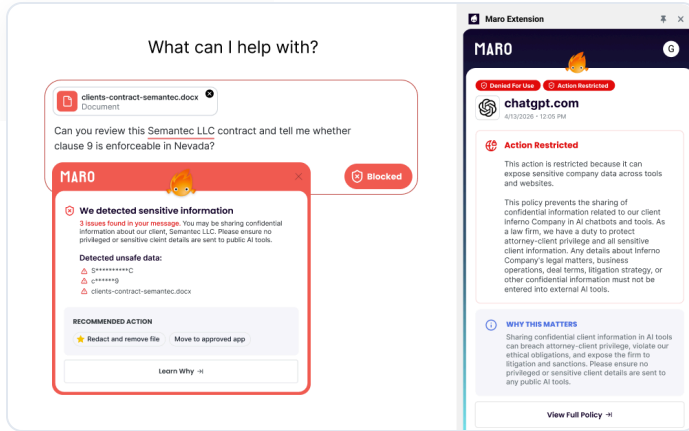 What can I help with?
clients-contract-semantec.docx
Document
Can you review this Semantec LLC contract and tell me whether
clause 9 is enforceable in Nevada?
Blocked
MARO
We detected sensitive information
3 issues found in your message. You may be sharing confidential
information about our client, Semantec LLC. Please ensure no
privileged or sensitive cleint details are sent to public AI tools.
Detected unsafe data:
S**********C
c******9
clients-contract-semantec.docx
RECOMMENDED ACTION
Redact and remove file
Move to approved app
Learn Why
Maro Extension
MARO
G
Denied For Use
Action Restricted
chatgpt.com
4/13/2026 • 12:05 PM
Action Restricted
This action is restricted because it can
expose sensitive company data across tools
and websites.
This policy prevents the sharing of
confidential information related to our client
Inferno Company in AI chatbots and tools. As
a law firm, we have a duty to protect
attorney-client privilege and all sensitive
client information. Any details about Inferno
Company's legal matters, business
operations, deal terms, litigation strategy, or
other confidential information must not be
entered into external AI tools.
WHY THIS MATTERS
Sharing confidential client information in AI tools
can breach attorney-client privilege, violate our
ethical obligations, and expose the firm to
litigation and sanctions. Please ensure no
privileged or sensitive client details are sent to
any public AI tools.
View Full Policy